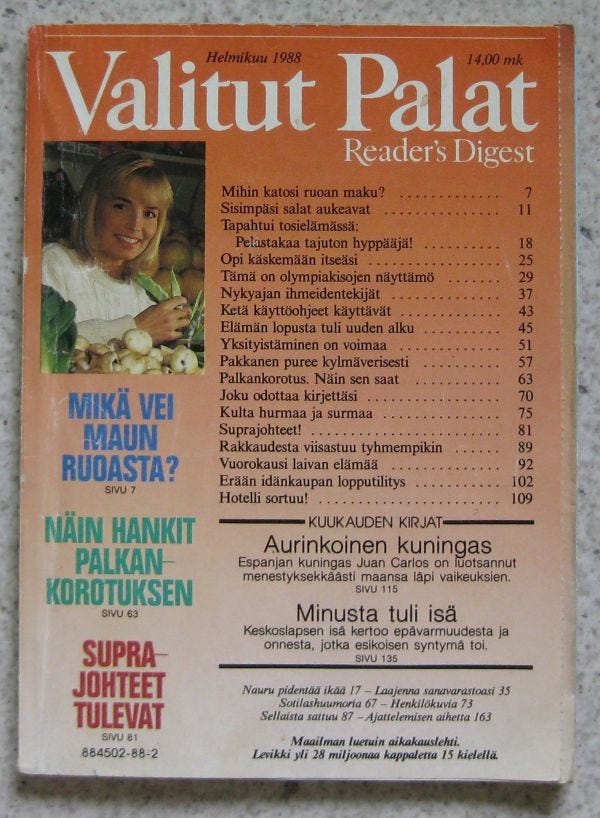 Helmikuu 1988
14,00 mk
Valitut Palat
Reader's Digest
Mihin katosi ruoan maku? ............ 7
Sisimpäsi salat aukeavat ............ 11
Tapahtui tosielämässä:
Pelastakaa tajuton hyppääjä! ........ 18
Opi käskemään itseäsi ............ 25
Tämä on olympiakisojen näyttämö ........ 29
Nykyajan ihmeidentekijät ............ 37
Ketä käyttöohjeet käyttävät ............ 43
Elämän lopusta tuli uuden alku ........ 45
Yksityistäminen on voimaa ............ 51
Pakkanen puree kylmäverisesti ........ 57
Palkankorotus. Näin sen saat ........ 63
Joku odottaa kirjettäsi ............ 70
Kulta hurmaa ja surmaa ............ 75
Suprajohteet! ............ 81
Rakkaudesta viisastuu tyhmempikin ........ 89
Vuorokausi laivan elämää ............ 92
Erään idänkaupan lopputilitys ........ 102
Hotelli sortuu! ............ 109
MIKÄ VEI
MAUN
RUOASTA?
SIVU 7
NÄIN HANKIT
PALKAN-
KOROTUKSEN
SIVU 63
SUPRA-
JOHTEET
TULEVAT
SIVU 81
884502-88-2
KUUKAUDEN KIRJAT
Aurinkoinen kuningas
Espanjan kuningas Juan Carlos on luotsannut
menestyksekkäästi maansa läpi vaikeuksien.
SIVU 115
Minusta tuli isä
Keskoslapsen isä kertoo epävarmuudesta ja
onnesta, jotka esikoisen syntymä toi.
SIVU 135
Nauru pidentää ikää 17 – Laajenna sanavarastoasi 35
Sotilashuumoria 67 – Henkilökuvia 73
Sellaista sattuu 87 – Ajattelemisen aihetta 163
Maailman luetuin aikakauslehti.
Levikki yli 28 miljoonaa kappaletta 15 kielellä.